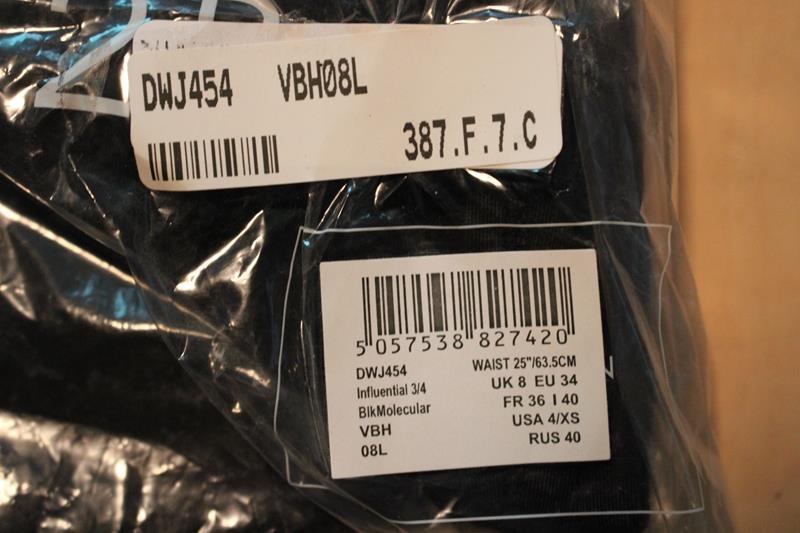 DWJ454 VBH08L
387.F.7.C
5 057538 827420
DWJ454 WAIST 25"/63.5CM
Influential 3/4 UK 8 EU 34
BlkMolecular FR 36 I 40
VBH USA 4/XS
08L RUS 40